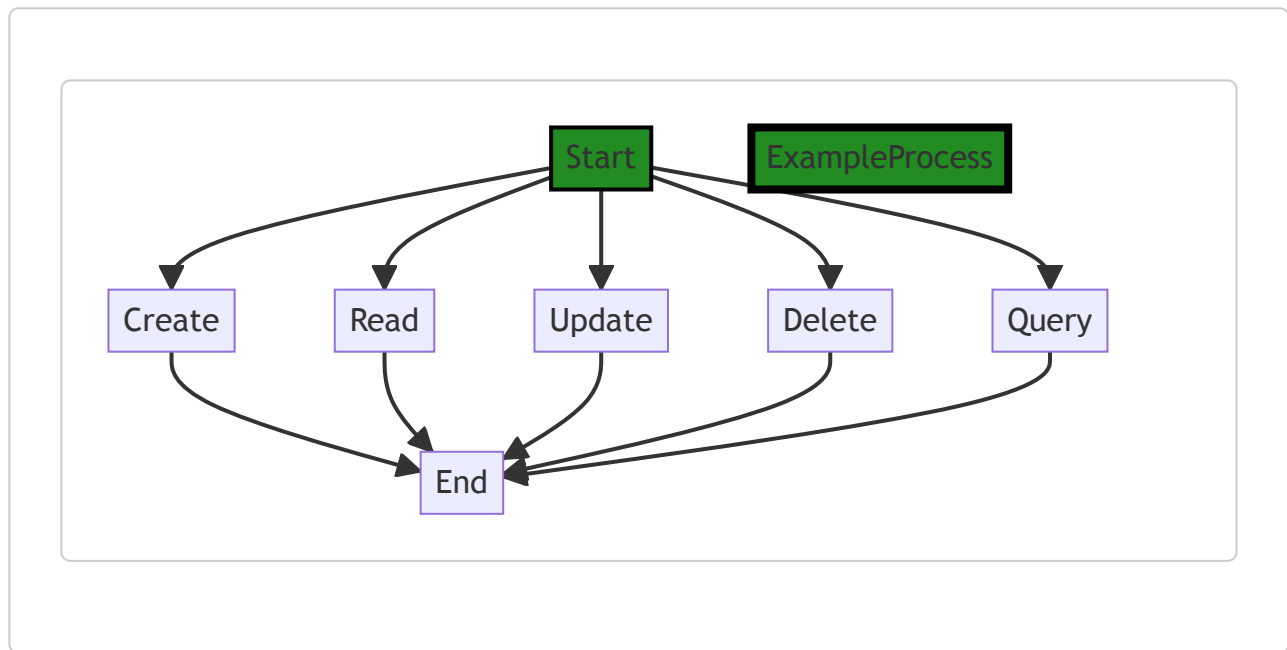 Start
ExampleProcess
Create
Read
Update
Delete
Query
End